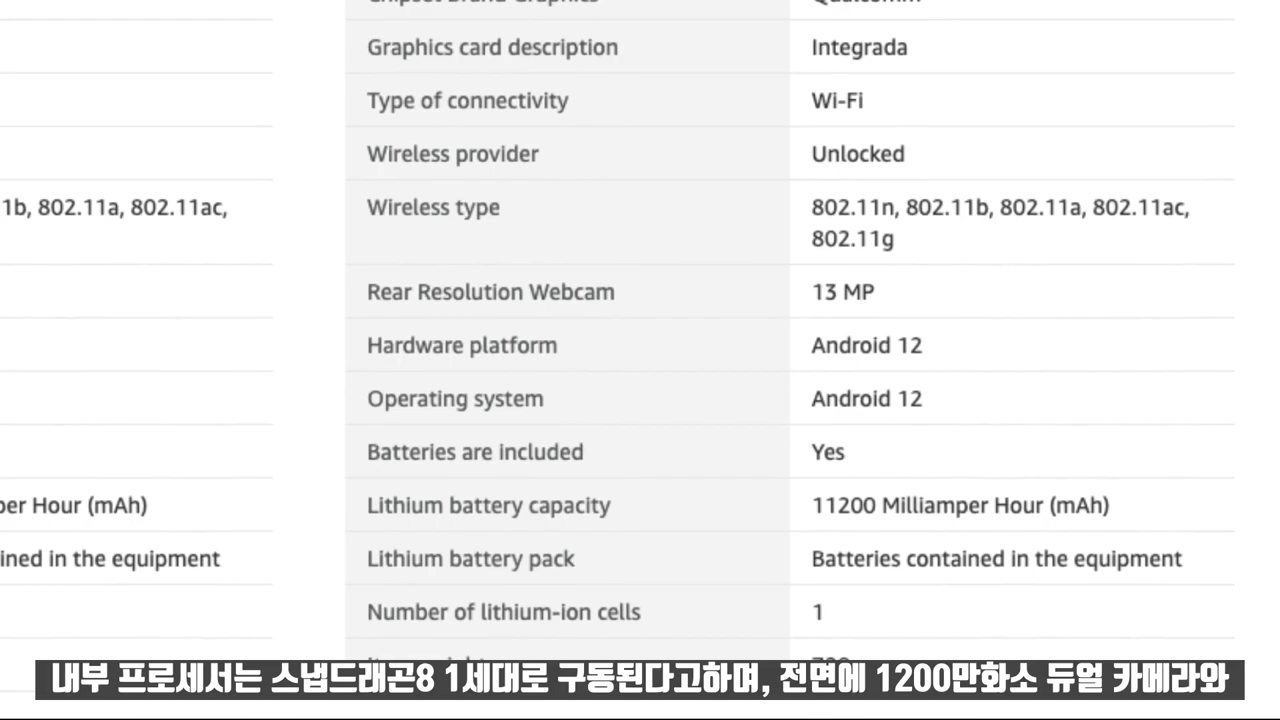 Chipset Brand Graphics Qualcomm
Graphics card description Integrada
Type of connectivity Wi-Fi
Wireless provider Unlocked
1b, 802.11a, 802.11ac, Wireless type 802.11n, 802.11b, 802.11a, 802.11ac,
802.11g
Rear Resolution Webcam 13 MP
Hardware platform Android 12
Operating system Android 12
Batteries are included Yes
per Hour (mAh) Lithium battery capacity 11200 Milliamper Hour (mAh)
ined in the equipment Lithium battery pack Batteries contained in the equipment
Number of lithium-ion cells 1
내부 프로세서는 스냅드래곤8 1세대로 구동된다고하며, 전면에 1200만화소 듀얼 카메라와